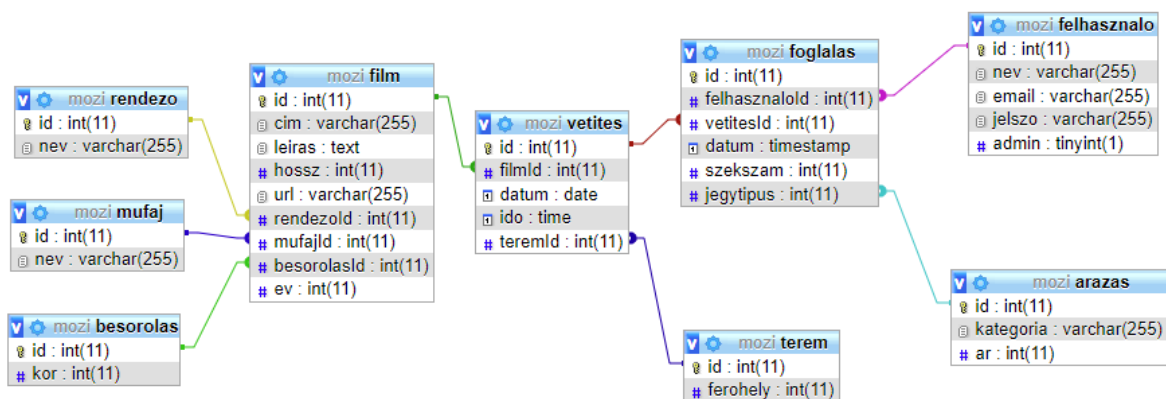 mozi rendezo
id : int(11)
nev : varchar(255)
mozi mufaj
id : int(11)
nev : varchar(255)
mozi besorolas
id : int(11)
kor : int(11)
mozi film
id : int(11)
cim : varchar(255)
leiras : text
hossz : int(11)
url : varchar(255)
rendezoId : int(11)
mufajId : int(11)
besorolasId : int(11)
ev : int(11)
mozi vetites
id : int(11)
filmId : int(11)
datum : date
ido : time
teremId : int(11)
mozi foglalas
id : int(11)
felhasznaloId : int(11)
vetitesId : int(11)
datum : timestamp
szekszam : int(11)
jegytipus : int(11)
mozi terem
id : int(11)
ferohely : int(11)
mozi felhasznalo
id : int(11)
nev : varchar(255)
email : varchar(255)
jelszo : varchar(255)
admin : tinyint(1)
mozi arazas
id : int(11)
kategoria : varchar(255)
ar : int(11)